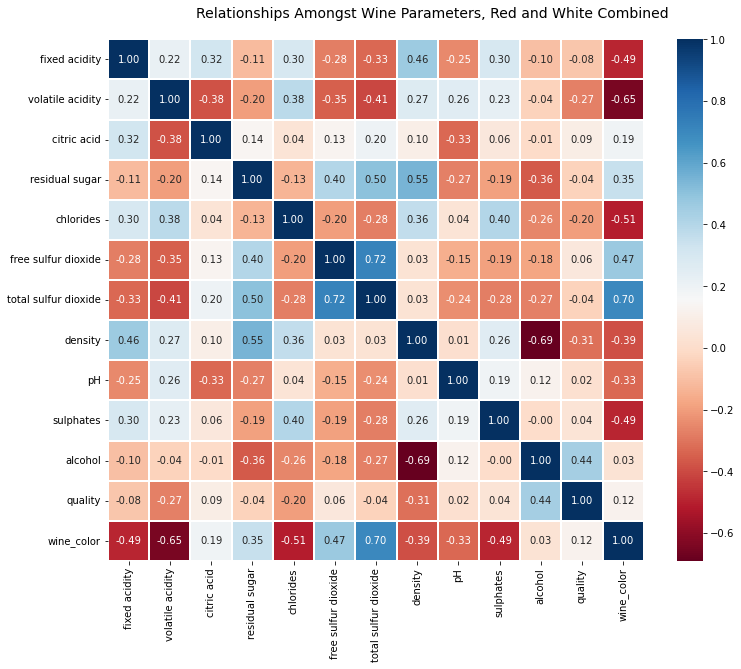 Relationships Amongst Wine Parameters, Red and White Combined
fixed acidity 1.00 0.22 0.32 -0.11 0.30 -0.28 -0.33 0.46 -0.25 0.30 -0.10 -0.08 -0.49
volatile acidity 0.22 1.00 -0.38 -0.20 0.38 -0.35 -0.41 0.27 0.26 0.23 -0.04 -0.27 -0.65
citric acid 0.32 -0.38 1.00 0.14 0.04 0.13 0.20 0.10 -0.33 0.06 -0.01 0.09 0.19
residual sugar -0.11 -0.20 0.14 1.00 -0.13 0.40 0.50 0.55 -0.27 -0.19 -0.36 -0.04 0.35
chlorides 0.30 0.38 0.04 -0.13 1.00 -0.20 -0.28 0.36 0.04 0.40 -0.26 -0.20 -0.51
free sulfur dioxide -0.28 -0.35 0.13 0.40 -0.20 1.00 0.72 0.03 -0.15 -0.19 -0.18 0.06 0.47
total sulfur dioxide -0.33 -0.41 0.20 0.50 -0.28 0.72 1.00 0.03 -0.24 -0.28 -0.27 -0.04 0.70
density 0.46 0.27 0.10 0.55 0.36 0.03 0.03 1.00 0.01 0.26 -0.69 -0.31 -0.39
pH -0.25 0.26 -0.33 -0.27 0.04 -0.15 -0.24 0.01 1.00 0.19 0.12 0.02 -0.33
sulphates 0.30 0.23 0.06 -0.19 0.40 -0.19 -0.28 0.26 0.19 1.00 -0.00 0.04 -0.49
alcohol -0.10 -0.04 -0.01 -0.36 -0.26 -0.18 -0.27 -0.69 0.12 -0.00 1.00 0.44 0.03
quality -0.08 -0.27 0.09 -0.04 -0.20 0.06 -0.04 -0.31 0.02 0.04 0.44 1.00 0.12
wine_color -0.49 -0.65 0.19 0.35 -0.51 0.47 0.70 -0.39 -0.33 -0.49 0.03 0.12 1.00
fixed acidity
volatile acidity
citric acid
residual sugar
chlorides
free sulfur dioxide
total sulfur dioxide
density
pH
sulphates
alcohol
quality
wine_color
1.0
0.8
0.6
0.4
0.2
0.0
-0.2
-0.4
-0.6